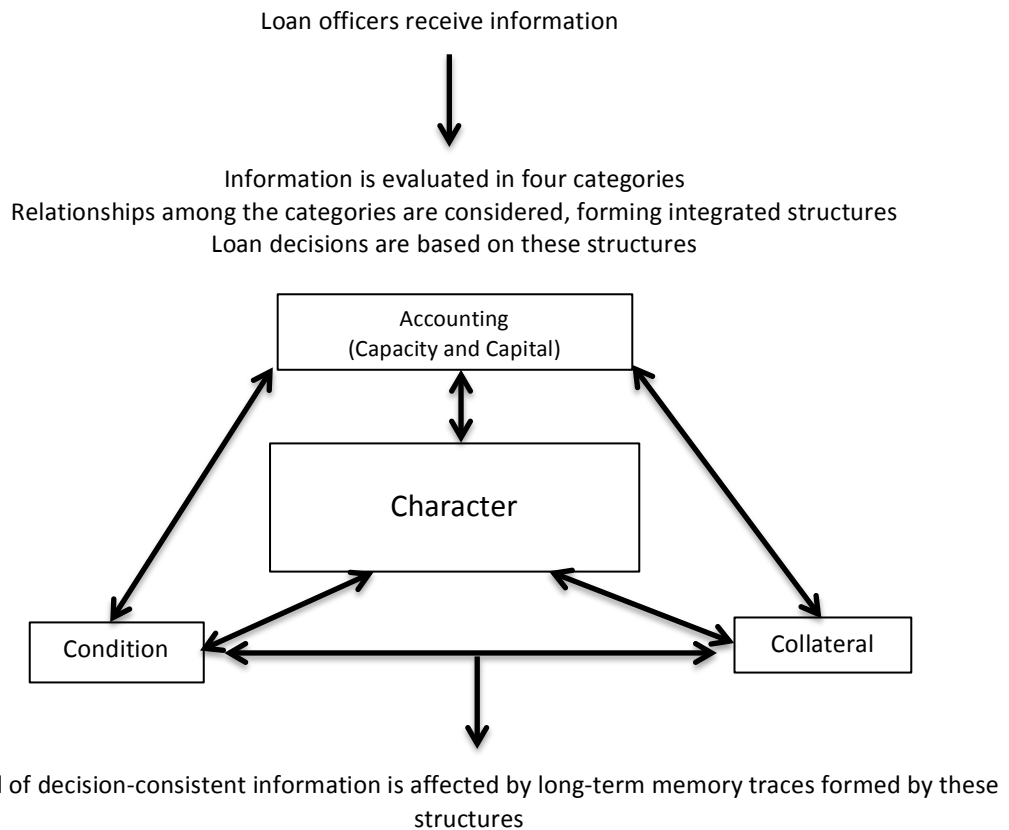 Loan officers receive information
Information is evaluated in four categories
Relationships among the categories are considered, forming integrated structures
Loan decisions are based on these structures
Accounting
(Capacity and Capital)
Character
Condition
Collateral
of decision-consistent information is affected by long-term memory traces formed by these
structures